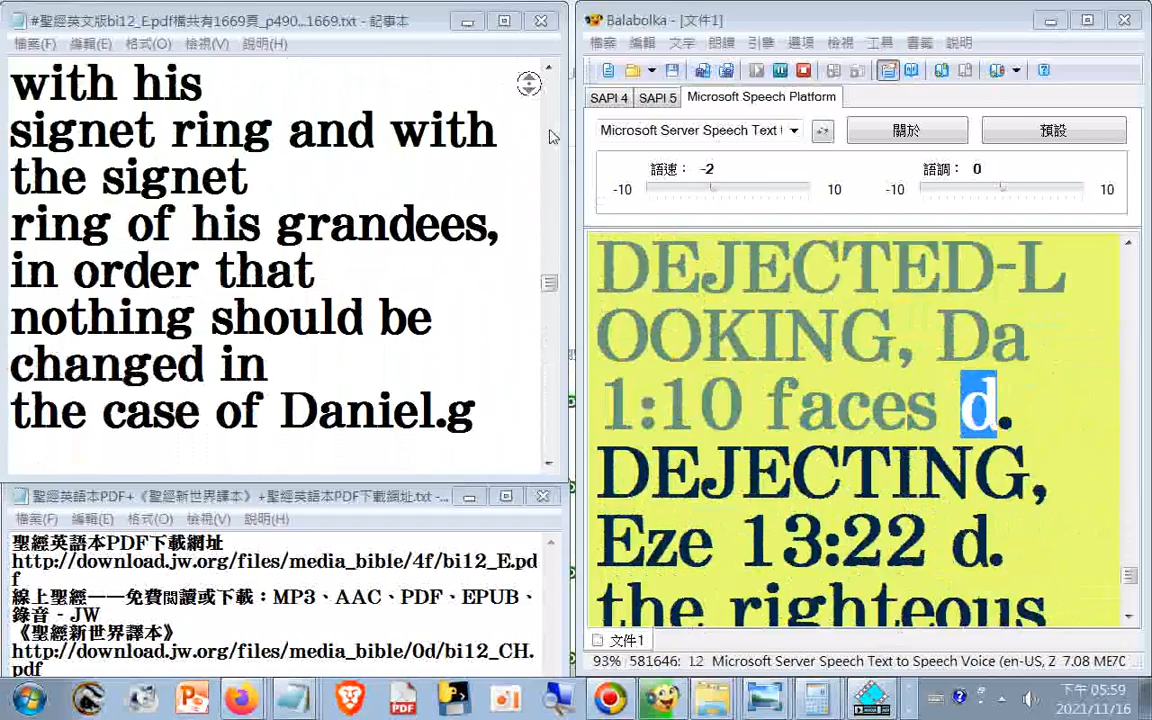 #聖經英文版bi12_E.pdf檔共有1669頁_p490...1669.txt - 記事本
檔案(F) 編輯(E) 格式(O) 檢視(V) 說明(H)
with his
signet ring and with
the signet
ring of his grandees,
in order that
nothing should be
changed in
the case of Daniel.g
聖經英語本PDF+《聖經新世界譯本》+聖經英語本PDF下載網址.txt - ...
檔案(F) 編輯(E) 格式(O) 檢視(V) 說明(H)
聖經英語本PDF下載網址
http://download.jw.org/files/media_bible/4f/bi12_E.pd
f
線上聖經——免費閱讀或下載：MP3、AAC、PDF、EPUB、
錄音 - JW
《聖經新世界譯本》
http://download.jw.org/files/media_bible/0d/bi12_CH.
pdf
Balabolka - [文件1]
檔案 編輯 文字 朗讀 引擎 選項 檢視 工具 書籤 說明
SAPI 4 SAPI 5 Microsoft Speech Platform
Microsoft Server Speech Text 關於 預設
語速： -2 語調： 0
-10 10 -10 10
DEJECTED-L
OOKING, Da
1:10 faces d.
DEJECTING,
Eze 13:22 d.
the righteous
文件1
93% 581646: 12 Microsoft Server Speech Text to Speech Voice (en-US, Z 7.08 МБ
PDF
下午 05:59
2021/11/16